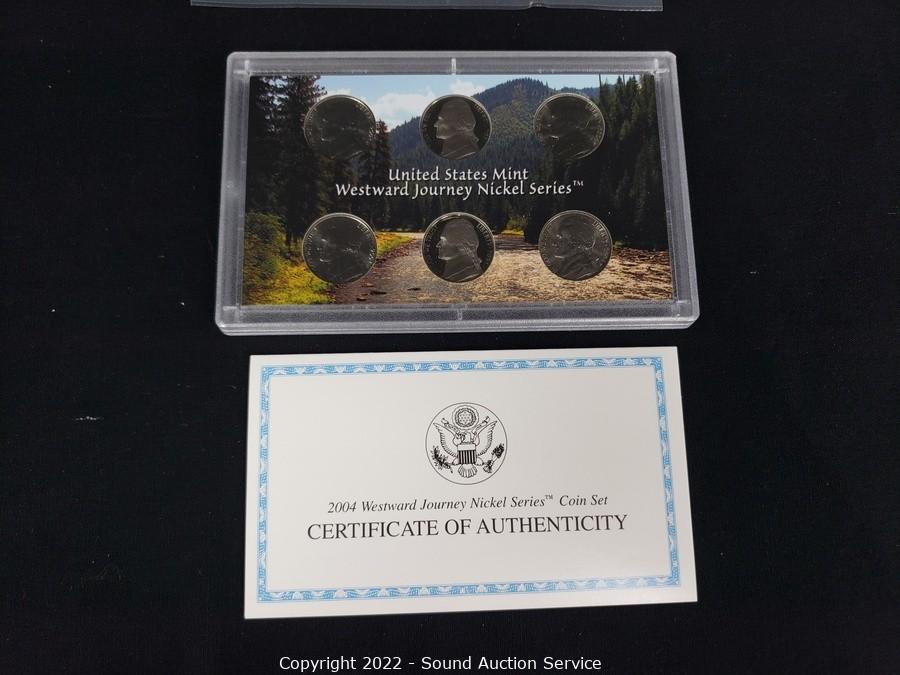 United States Mint
Westward Journey Nickel Series™
2004 Westward Journey Nickel Series™ Coin Set
CERTIFICATE OF AUTHENTICITY
Copyright 2022 - Sound Auction Service